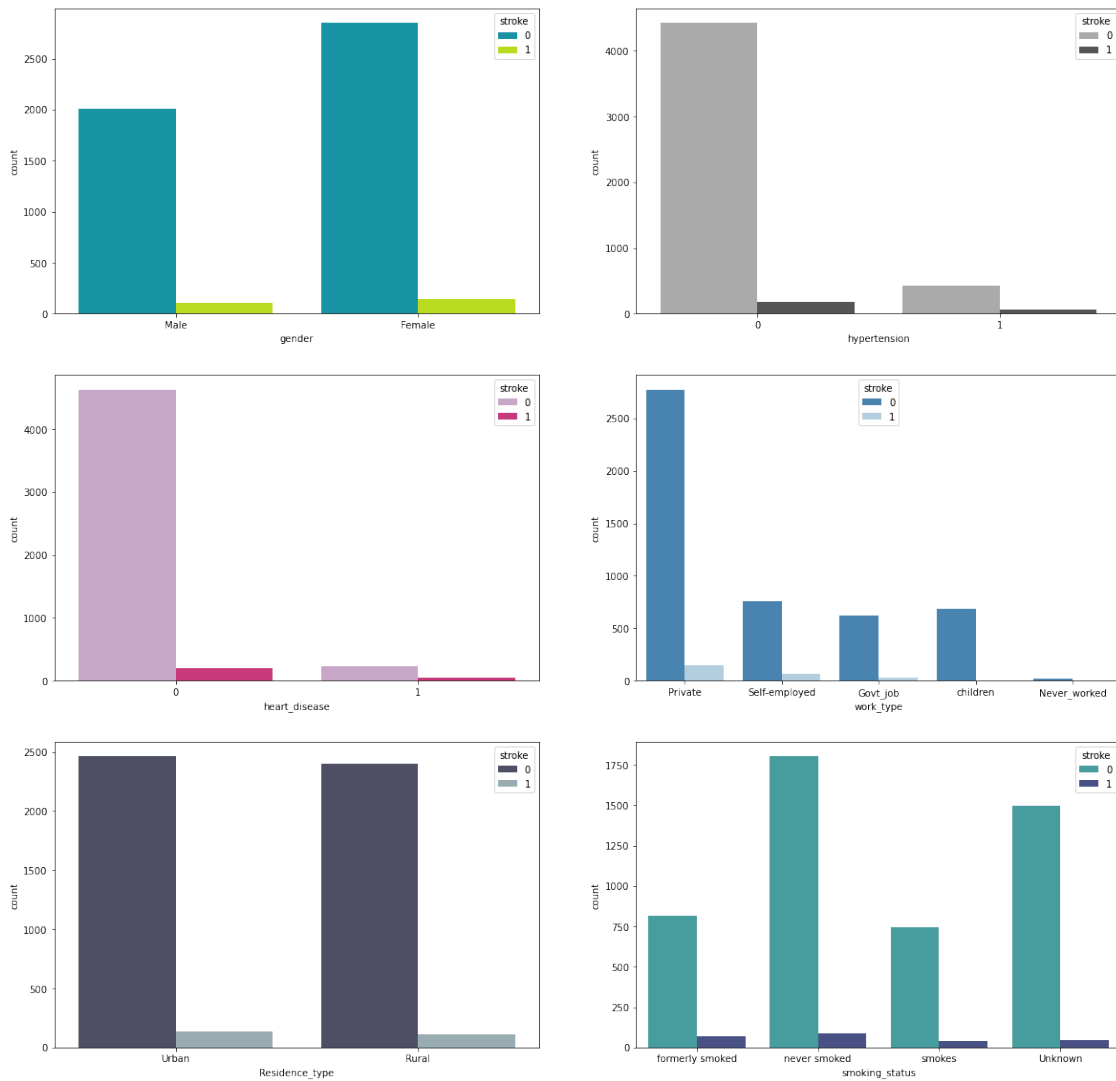 stroke
0
1
2500
2000
1500
1000
500
0
count
Male Female
gender
stroke
0
1
4000
3000
2000
1000
0
count
0 1
hypertension
stroke
0
1
4000
3000
2000
1000
0
count
0 1
heart_disease
stroke
0
1
2500
2000
1500
1000
500
0
count
Private Self-employed Govt_job children Never_worked
work_type
stroke
0
1
2500
2000
1500
1000
500
0
count
Urban Rural
Residence_type
stroke
0
1
1750
1500
1250
1000
750
500
250
0
count
formerly smoked never smoked smokes Unknown
smoking_status